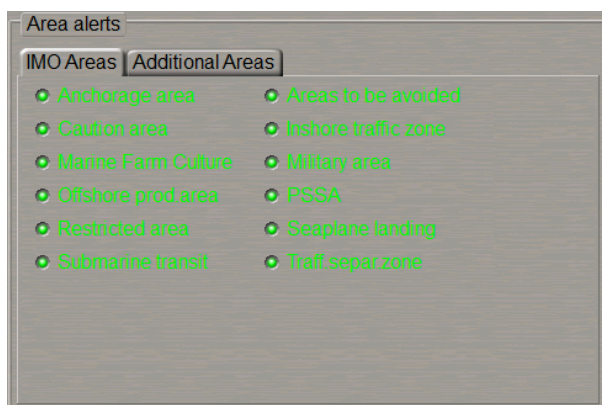 Area alerts
IMO Areas Additional Areas
Anchorage area Areas to be avoided
Caution area Inshore traffic zone
Marine Farm Culture Military area
Offshore prod area PSSA
Restricted area Seaplane landing
Submarine transit Traff.separ.zone